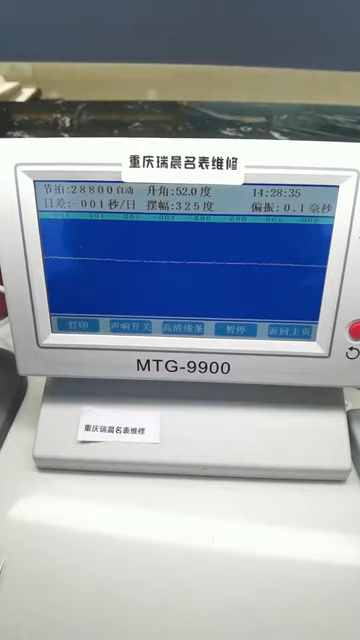 重庆瑞晨名表维修
节拍:28800自动 升角:52.0度 14:28:35
日差:-001秒/日 摆幅:325度 偏振:0.1毫秒
打印 声响开关 高清线条 暂停 返回主页
MTG-9900
重庆瑞晨名表维修